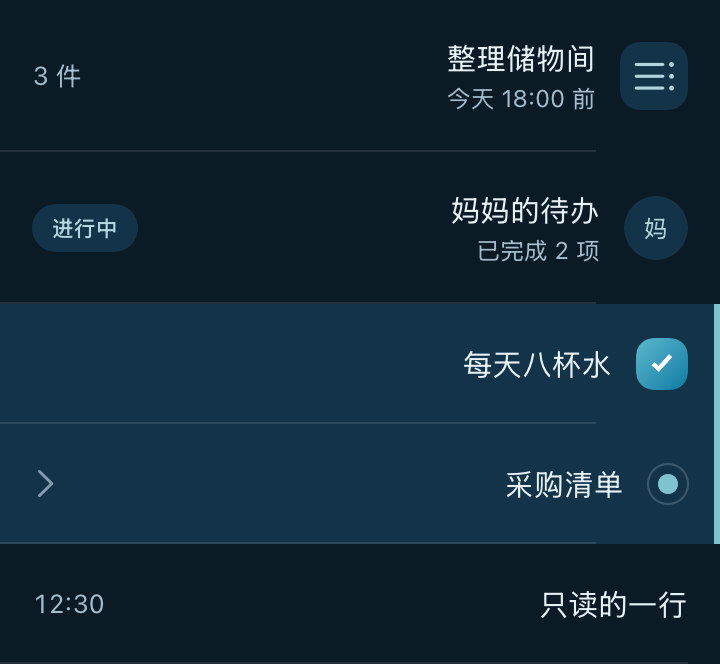 整理储物间
今天 18:00 前
3 件
妈
妈妈的待办
已完成 2 项
进行中
每天八杯水
采购清单
只读的一行
12:30